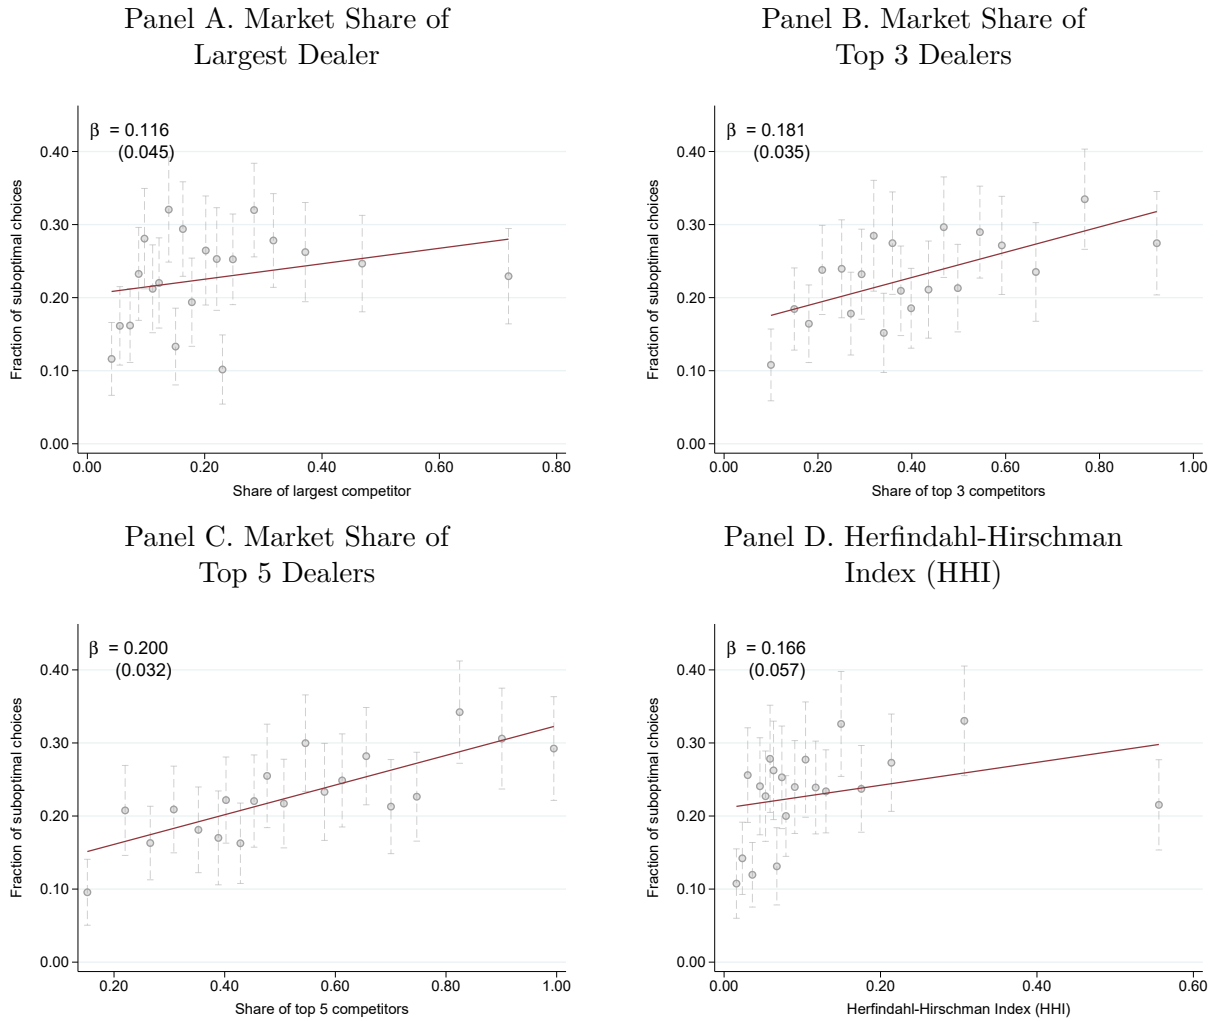 Panel A. Market Share of
Largest Dealer
β = 0.116
(0.045)
0.40
0.30
0.20
0.10
0.00
Fraction of suboptimal choices
0.00 0.20 0.40 0.60 0.80
Share of largest competitor
Panel B. Market Share of
Top 3 Dealers
β = 0.181
(0.035)
0.40
0.30
0.20
0.10
0.00
Fraction of suboptimal choices
0.00 0.20 0.40 0.60 0.80 1.00
Share of top 3 competitors
Panel C. Market Share of
Top 5 Dealers
β = 0.200
(0.032)
0.40
0.30
0.20
0.10
0.00
Fraction of suboptimal choices
0.20 0.40 0.60 0.80 1.00
Share of top 5 competitors
Panel D. Herfindahl-Hirschman
Index (HHI)
β = 0.166
(0.057)
0.40
0.30
0.20
0.10
0.00
Fraction of suboptimal choices
0.00 0.20 0.40 0.60
Herfindahl-Hirschman Index (HHI)